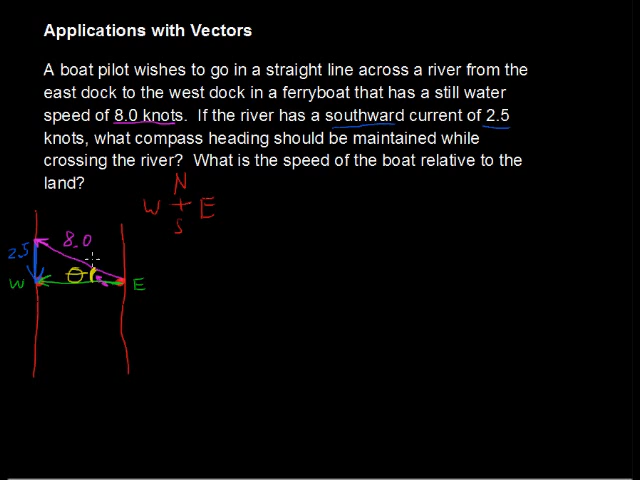 Applications with Vectors
A boat pilot wishes to go in a straight line across a river from the
east dock to the west dock in a ferryboat that has a still water
speed of 8.0 knots. If the river has a southward current of 2.5
knots, what compass heading should be maintained while
crossing the river? What is the speed of the boat relative to the
land?
N
W + E
S
8.0
2.5
θ
W E